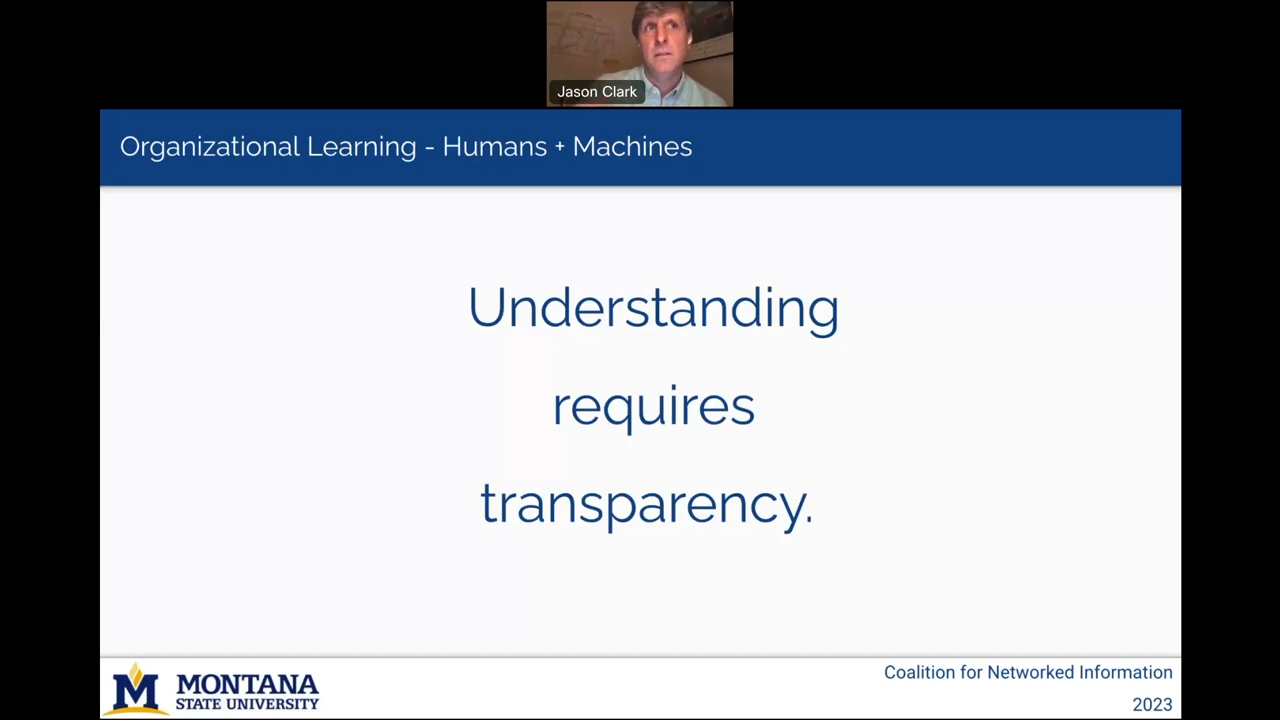 Jason Clark
Organizational Learning - Humans + Machines
Understanding
requires
transparency.
M MONTANA
STATE UNIVERSITY
Coalition for Networked Information
2023